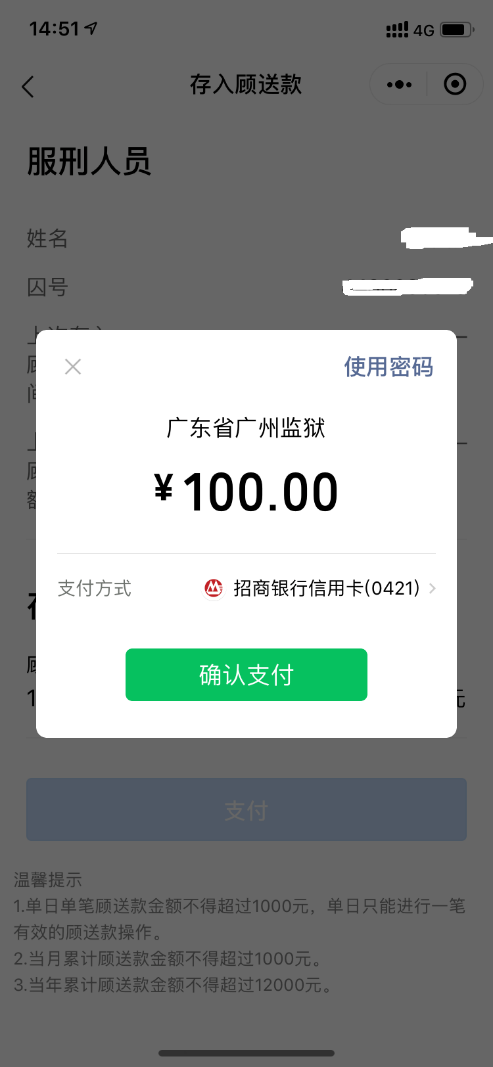 14:51
4G
存入顾送款
服刑人员
姓名
囚号
使用密码
广东省广州监狱
¥100.00
支付方式
招商银行信用卡(0421)
确认支付
元
支付
温馨提示
1.单日单笔顾送款金额不得超过1000元，单日只能进行一笔
有效的顾送款操作。
2.当月累计顾送款金额不得超过1000元。
3.当年累计顾送款金额不得超过12000元。